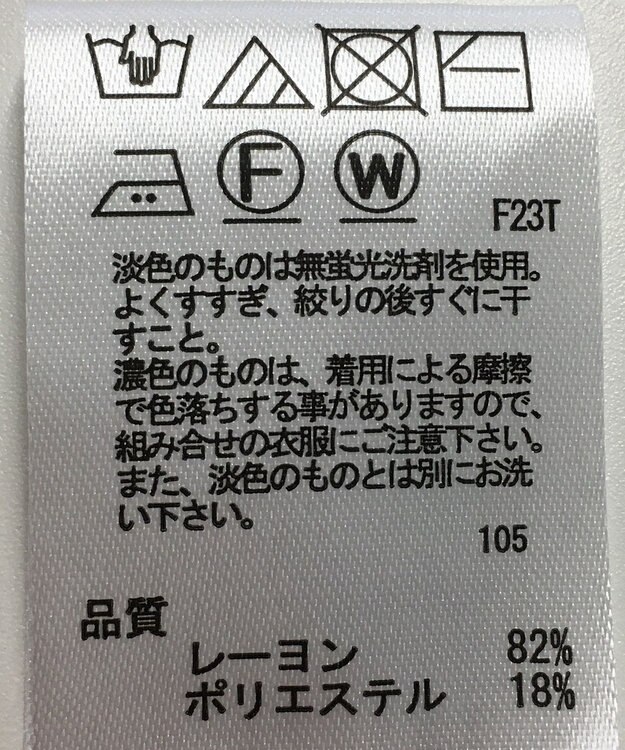 F W
F23T
淡色のものは無蛍光洗剤を使用。
よくすすぎ、絞りの後すぐに干
すこと。
濃色のものは、着用による摩擦
で色落ちする事がありますので、
組み合せの衣服にご注意下さい。
また、淡色のものとは別にお洗
い下さい。
105
品質
レーヨン 82%
ポリエステル 18%